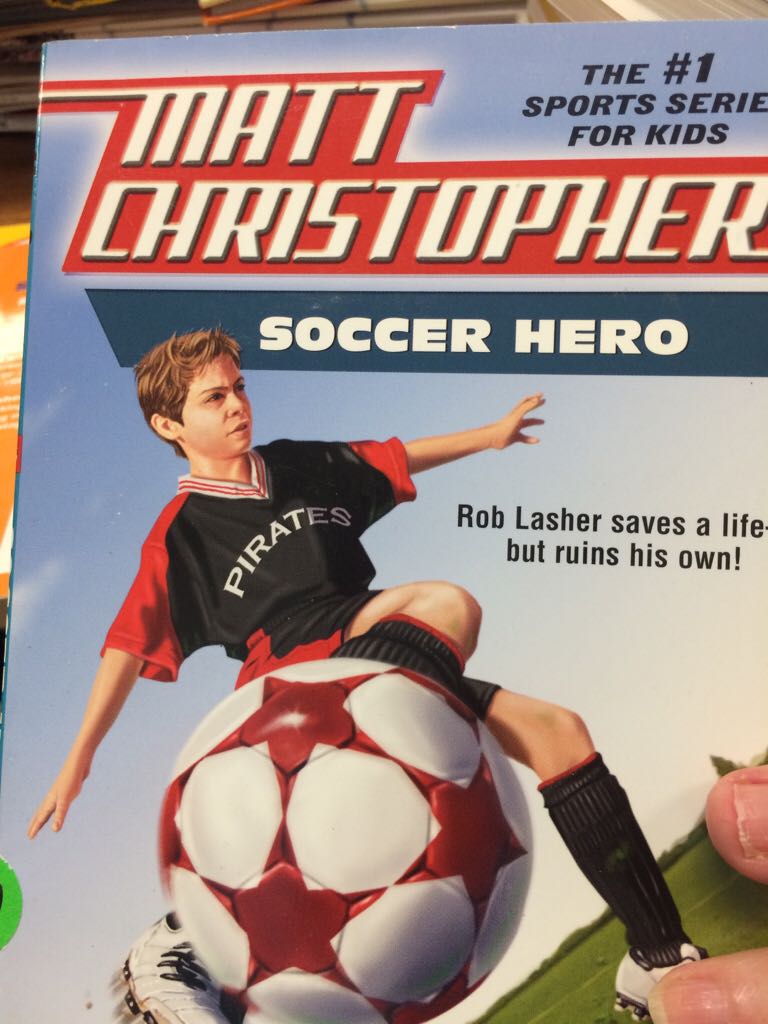 MATT
CHRISTOPHER
THE #1
SPORTS SERIE
FOR KIDS
SOCCER HERO
PIRATES
Rob Lasher saves a life-
but ruins his own!